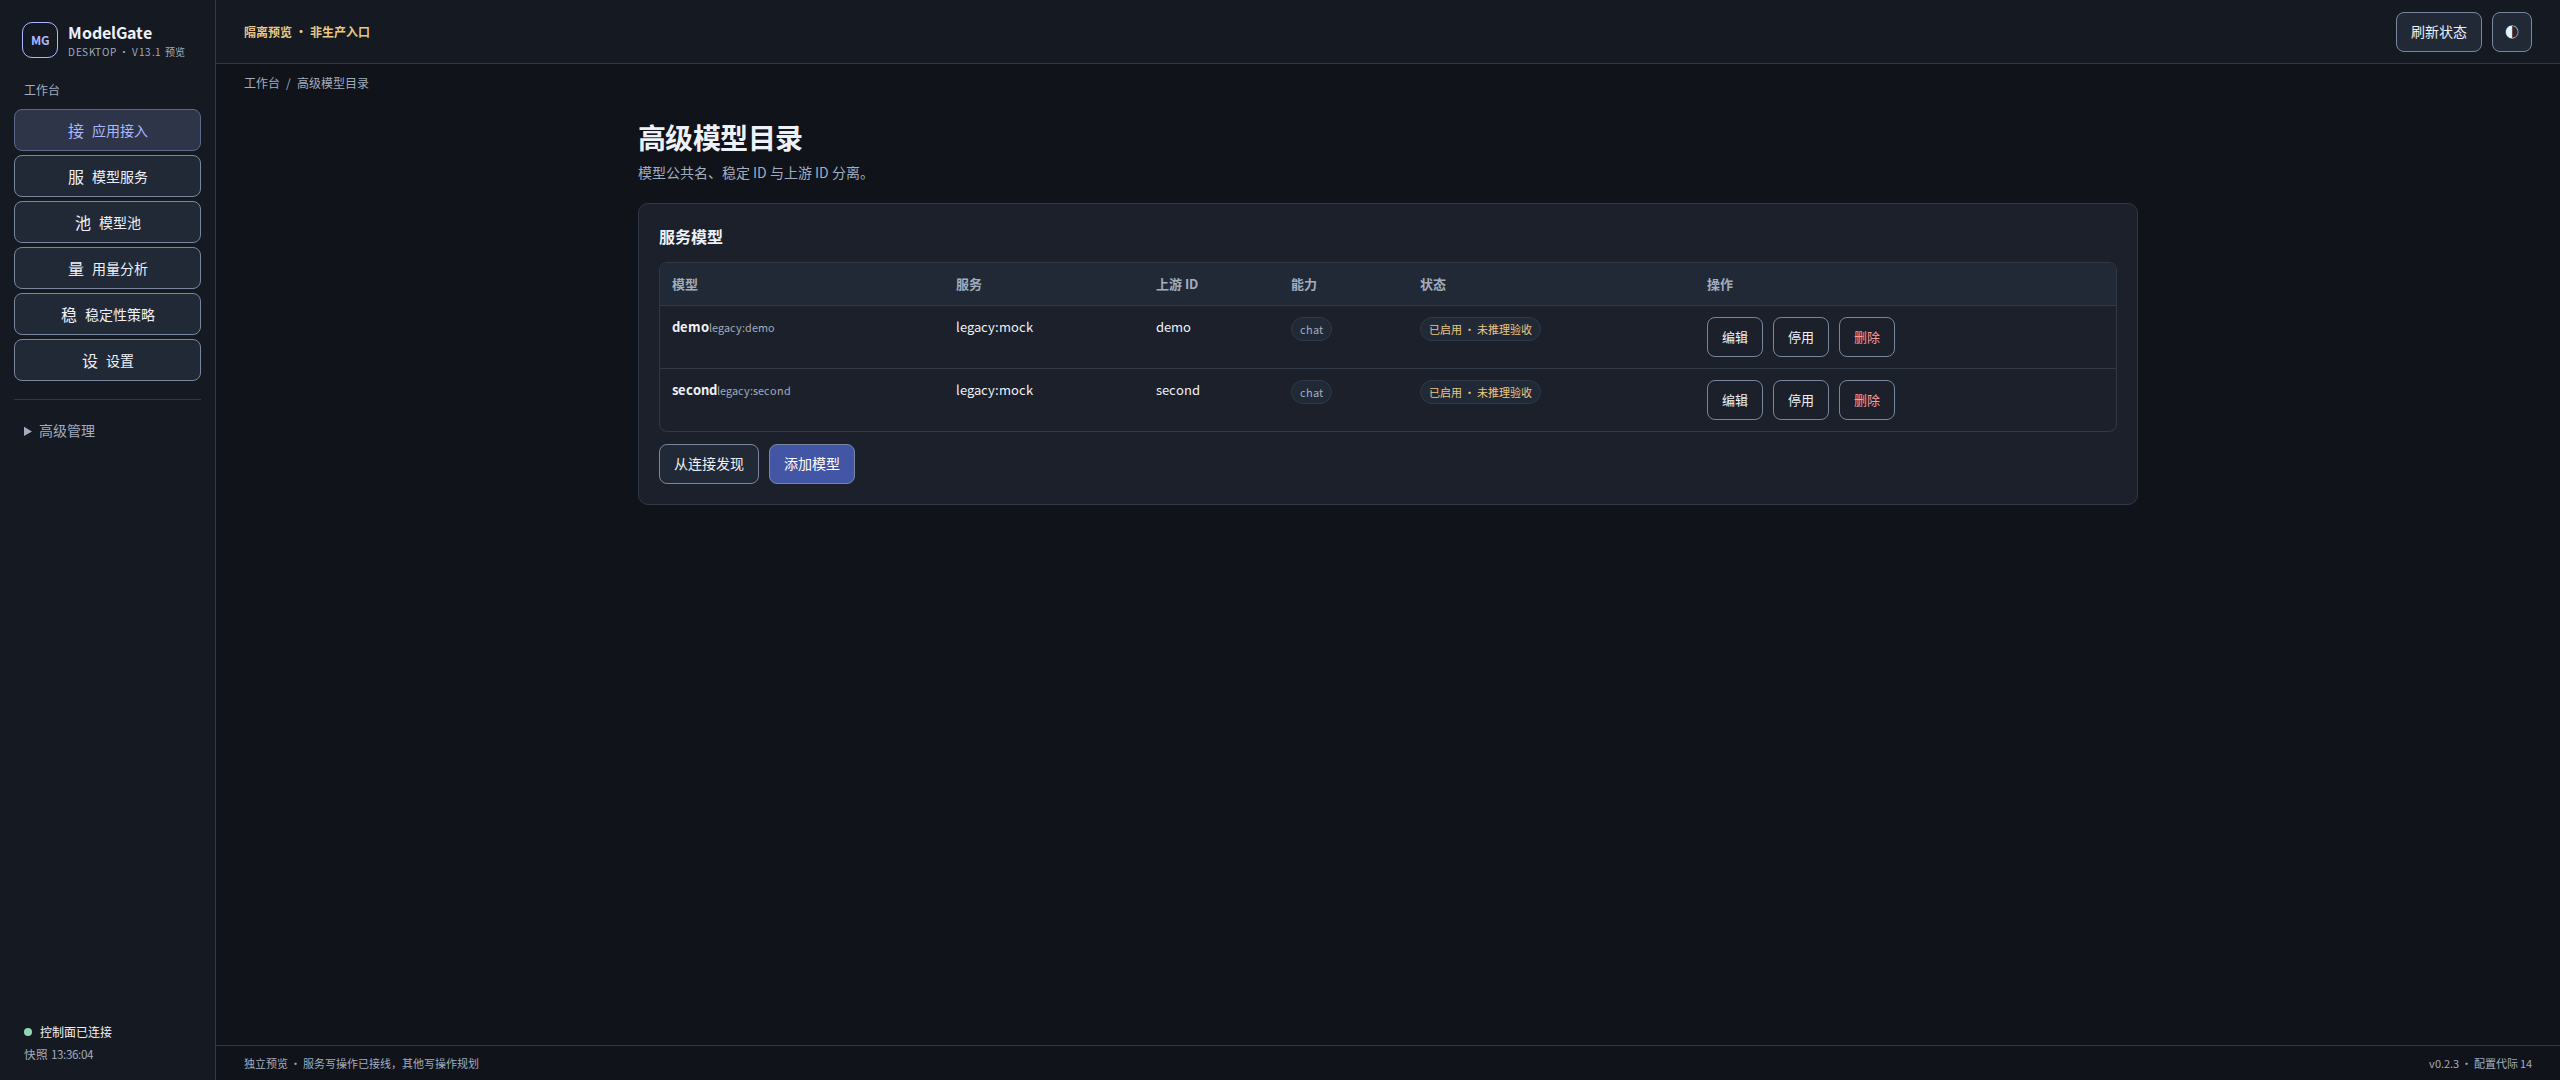 MG
ModelGate
DESKTOP · V13.1 预览
工作台
接 应用接入
服 模型服务
池 模型池
量 用量分析
稳 稳定性策略
设 设置
▶ 高级管理
控制面已连接
快照 13:36:04
隔离预览 · 非生产入口
刷新状态
工作台 / 高级模型目录
高级模型目录
模型公共名、稳定 ID 与上游 ID 分离。
服务模型
模型 服务 上游 ID 能力 状态 操作
demolegacy:demo legacy:mock demo chat 已启用 · 未推理验收 编辑 停用 删除
secondlegacy:second legacy:mock second chat 已启用 · 未推理验收 编辑 停用 删除
从连接发现 添加模型
独立预览 · 服务写操作已接线，其他写操作规划
v0.2.3 · 配置代际 14